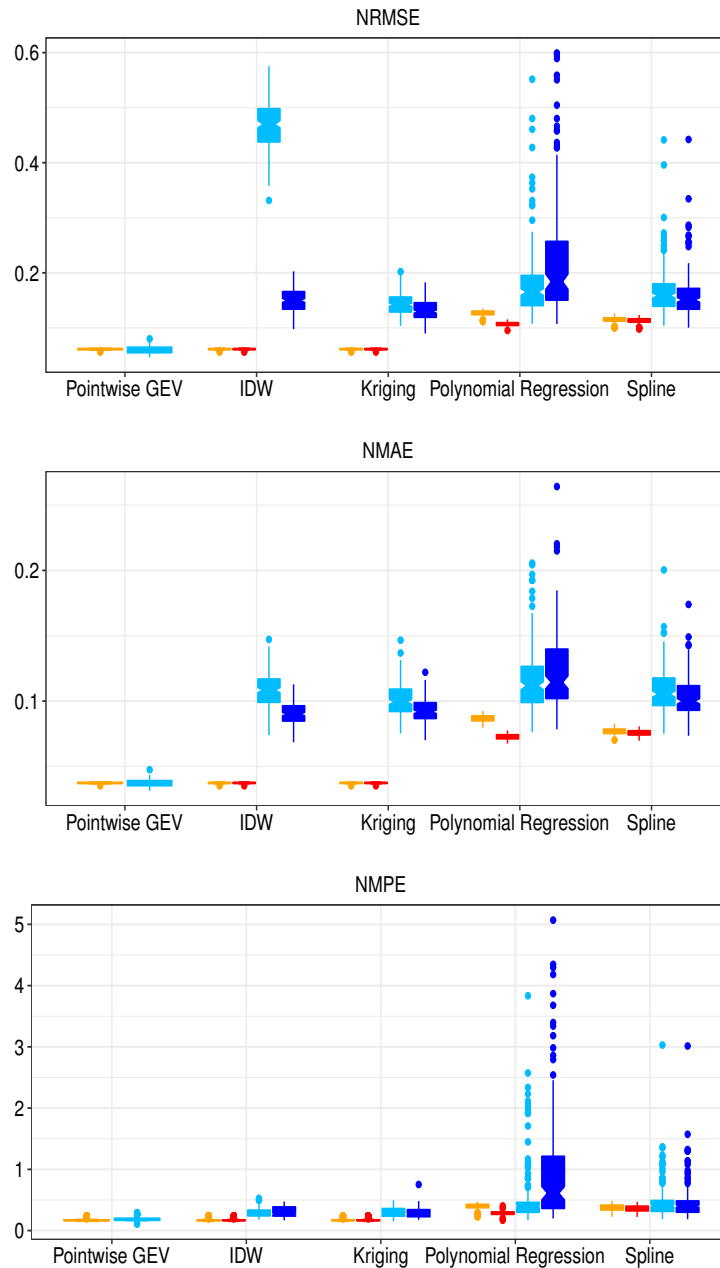 NRMSE
0.6
0.4
0.2
Pointwise GEV IDW Kriging Polynomial Regression Spline
NMAE
0.2
0.1
Pointwise GEV IDW Kriging Polynomial Regression Spline
NMPE
5
4
3
2
1
0
Pointwise GEV IDW Kriging Polynomial Regression Spline